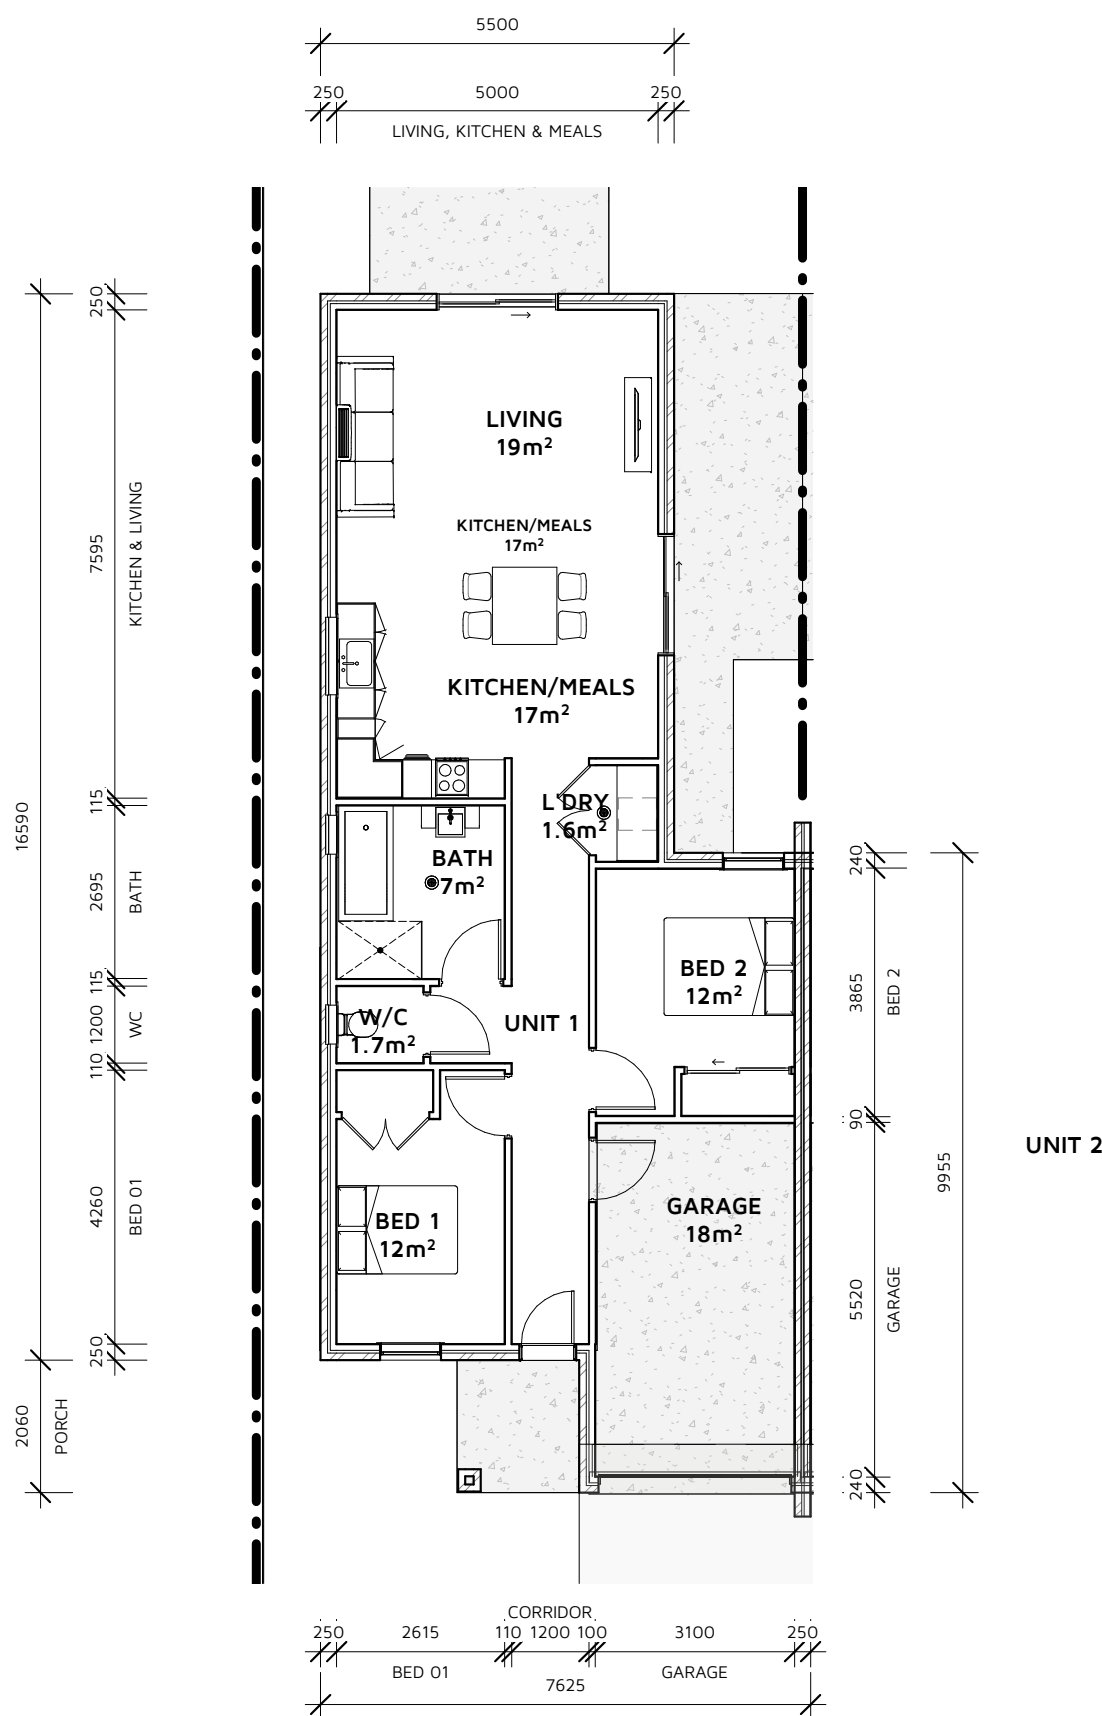 5500
250 5000 250
LIVING, KITCHEN & MEALS
250
7595
KITCHEN & LIVING
115
2695
BATH
115
1200
WC
110
4260
BED 01
250
16590
2060
PORCH
LIVING
19m²
KITCHEN/MEALS
17m²
KITCHEN/MEALS
17m²
L'DRY
1.6m²
BATH
7m²
BED 2
12m²
W/C
1.7m²
UNIT 1
BED 1
12m²
GARAGE
18m²
240
3865
BED 2
90
5520
GARAGE
240
9955
UNIT 2
CORRIDOR
250 2615 110 1200 100 3100 250
BED 01 GARAGE
7625